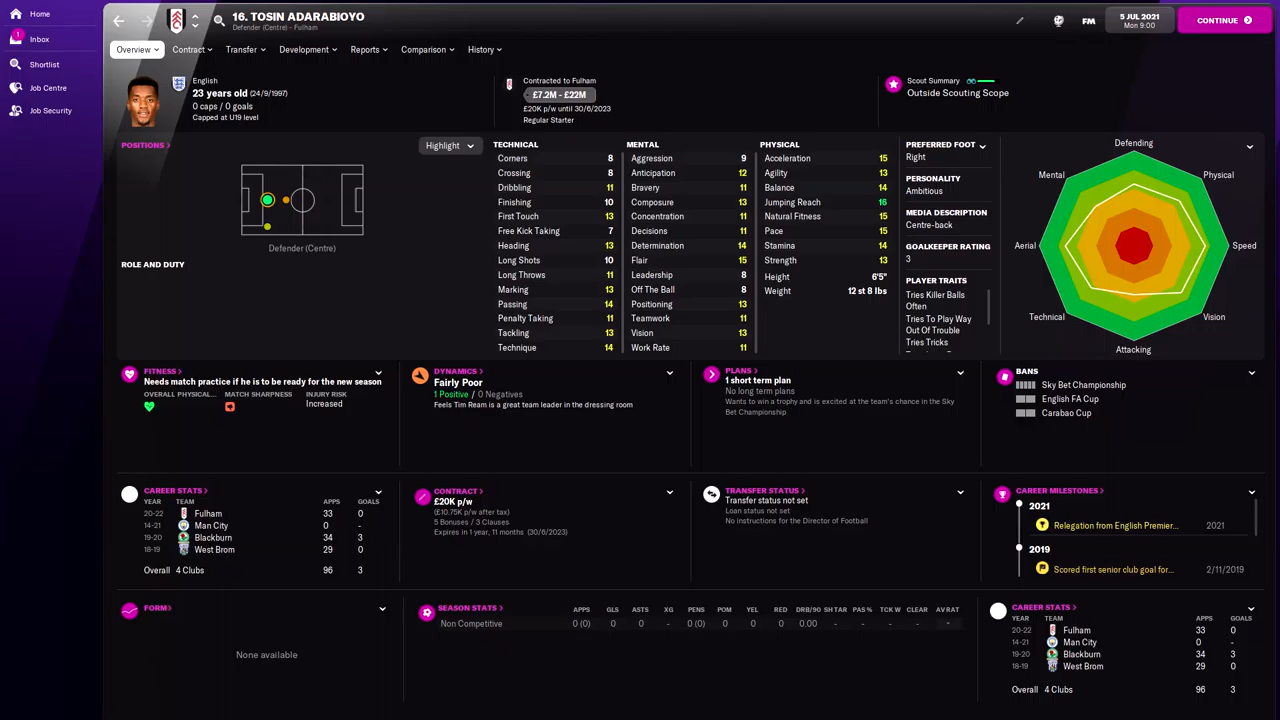 Home
Inbox
1
Shortlist
Job Centre
Job Security
16. TOSIN ADARABIOYO
Defender (Centre) - Fulham
FM
5 JUL 2021
Mon 9:00
CONTINUE
Overview
Contract
Transfer
Development
Reports
Comparison
History
English
23 years old (24/9/1997)
0 caps / 0 goals
Capped at U19 level
Contracted to Fulham
£7.2M - £22M
£20K p/w until 30/6/2023
Regular Starter
Scout Summary
Outside Scouting Scope
POSITIONS
Highlight
Defender (Centre)
ROLE AND DUTY
TECHNICAL
Corners 8
Crossing 8
Dribbling 11
Finishing 10
First Touch 13
Free Kick Taking 7
Heading 13
Long Shots 10
Long Throws 11
Marking 13
Passing 14
Penalty Taking 11
Tackling 13
Technique 14
MENTAL
Aggression 9
Anticipation 12
Bravery 11
Composure 13
Concentration 11
Decisions 11
Determination 14
Flair 15
Leadership 8
Off The Ball 8
Positioning 13
Teamwork 11
Vision 13
Work Rate 11
PHYSICAL
Acceleration 15
Agility 13
Balance 14
Jumping Reach 16
Natural Fitness 15
Pace 15
Stamina 14
Strength 13
Height 6'5"
Weight 12 st 8 lbs
PREFERRED FOOT
Right
PERSONALITY
Ambitious
MEDIA DESCRIPTION
Centre-back
GOALKEEPER RATING
3
PLAYER TRAITS
Tries Killer Balls
Often
Tries To Play Way
Out Of Trouble
Tries Tricks
Defending
Mental
Physical
Aerial
Speed
Technical
Vision
Attacking
FITNESS
Needs match practice if he is to be ready for the new season
OVERALL PHYSICAL... MATCH SHARPNESS INJURY RISK
Increased
DYNAMICS
Fairly Poor
1 Positive / 0 Negatives
Feels Tim Ream is a great team leader in the dressing room
PLANS
1 short term plan
No long term plans
Wants to win a trophy and is excited at the team's chance in the Sky
Bet Championship
BANS
Sky Bet Championship
English FA Cup
Carabao Cup
CAREER STATS
YEAR TEAM APPS GOALS
20-22 Fulham 33 0
14-21 Man City 0 -
19-20 Blackburn 34 3
18-19 West Brom 29 0
Overall 4 Clubs 96 3
CONTRACT
£20K p/w
(£10.75K p/w after tax)
5 Bonuses / 3 Clauses
Expires in 1 year, 11 months (30/6/2023)
TRANSFER STATUS
Transfer status not set
Loan status not set
No instructions for the Director of Football
CAREER MILESTONES
2021
Relegation from English Premier... 2021
2019
Scored first senior club goal for... 2/11/2019
FORM
None available
SEASON STATS APPS GLS ASTS XG PENS POM YEL RED DRB/90 SH TAR PAS % TCK W CLEAR AV RAT
Non Competitive 0 (0) 0 0 - 0 (0) 0 0 0 0.00 - - - - -
CAREER STATS
YEAR TEAM APPS GOALS
20-22 Fulham 33 0
14-21 Man City 0 -
19-20 Blackburn 34 3
18-19 West Brom 29 0
Overall 4 Clubs 96 3